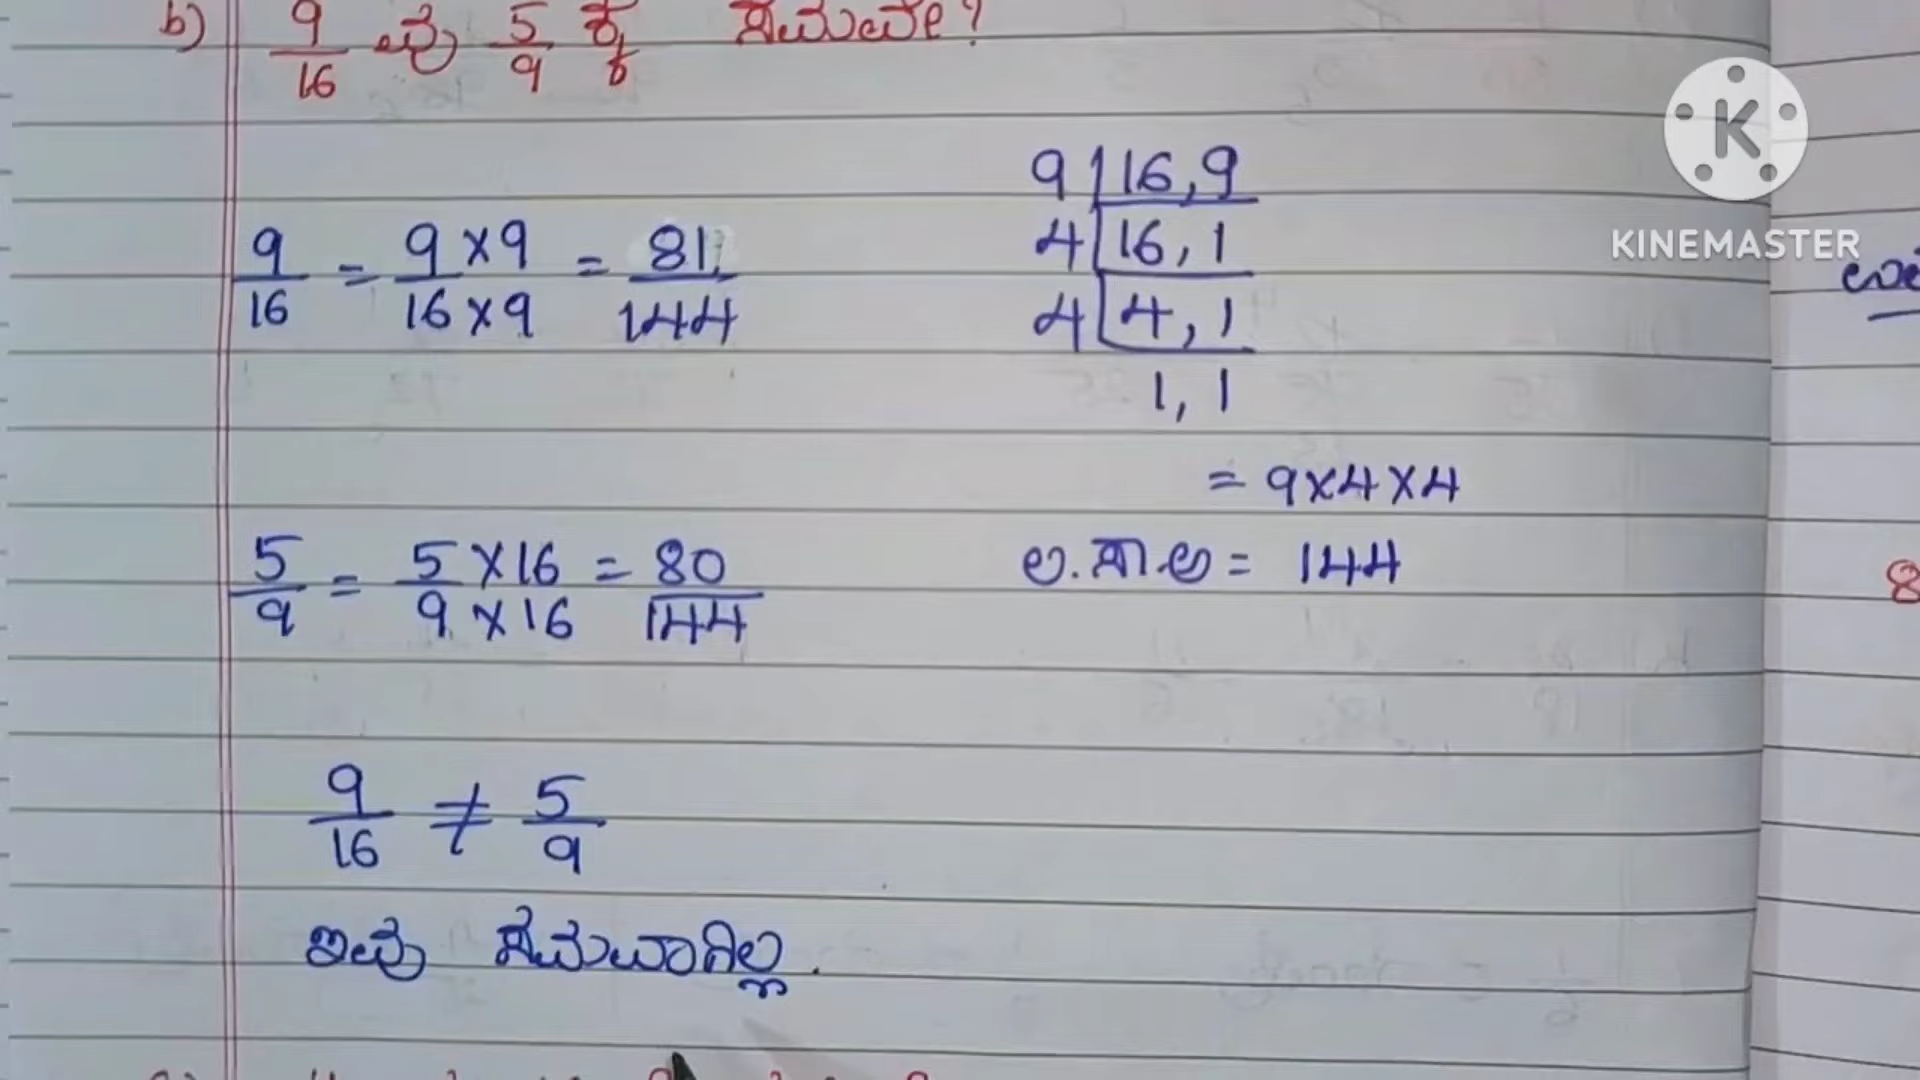 b) 9/16 ವು 5/9 ಕ್ಕೆ ಸಮವೇ?
9/16 = 9×9/16×9 = 81/144
9 | 16, 9
4 | 16, 1
4 | 4, 1
1, 1
= 9×4×4
5/9 = 5×16/9×16 = 80/144
ಲ.ಸಾ.ಅ = 144
9/16 ≠ 5/9
ಇವು ಸಮವಾಗಿಲ್ಲ.
KINEMASTER
8